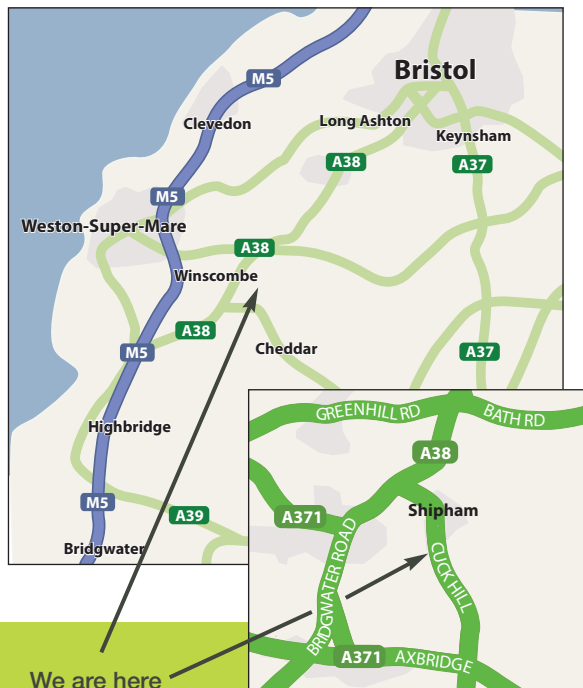 Bristol
M5
Clevedon
Long Ashton
Keynsham
A38
A37
M5
Weston-Super-Mare
A38
Winscombe
A38
M5
Cheddar
A37
Highbridge
M5
A39
Bridgwater
GREENHILL RD
BATH RD
A38
A371
Shipham
BRIDGWATER ROAD
CUCK HILL
A371
AXBRIDGE
We are here